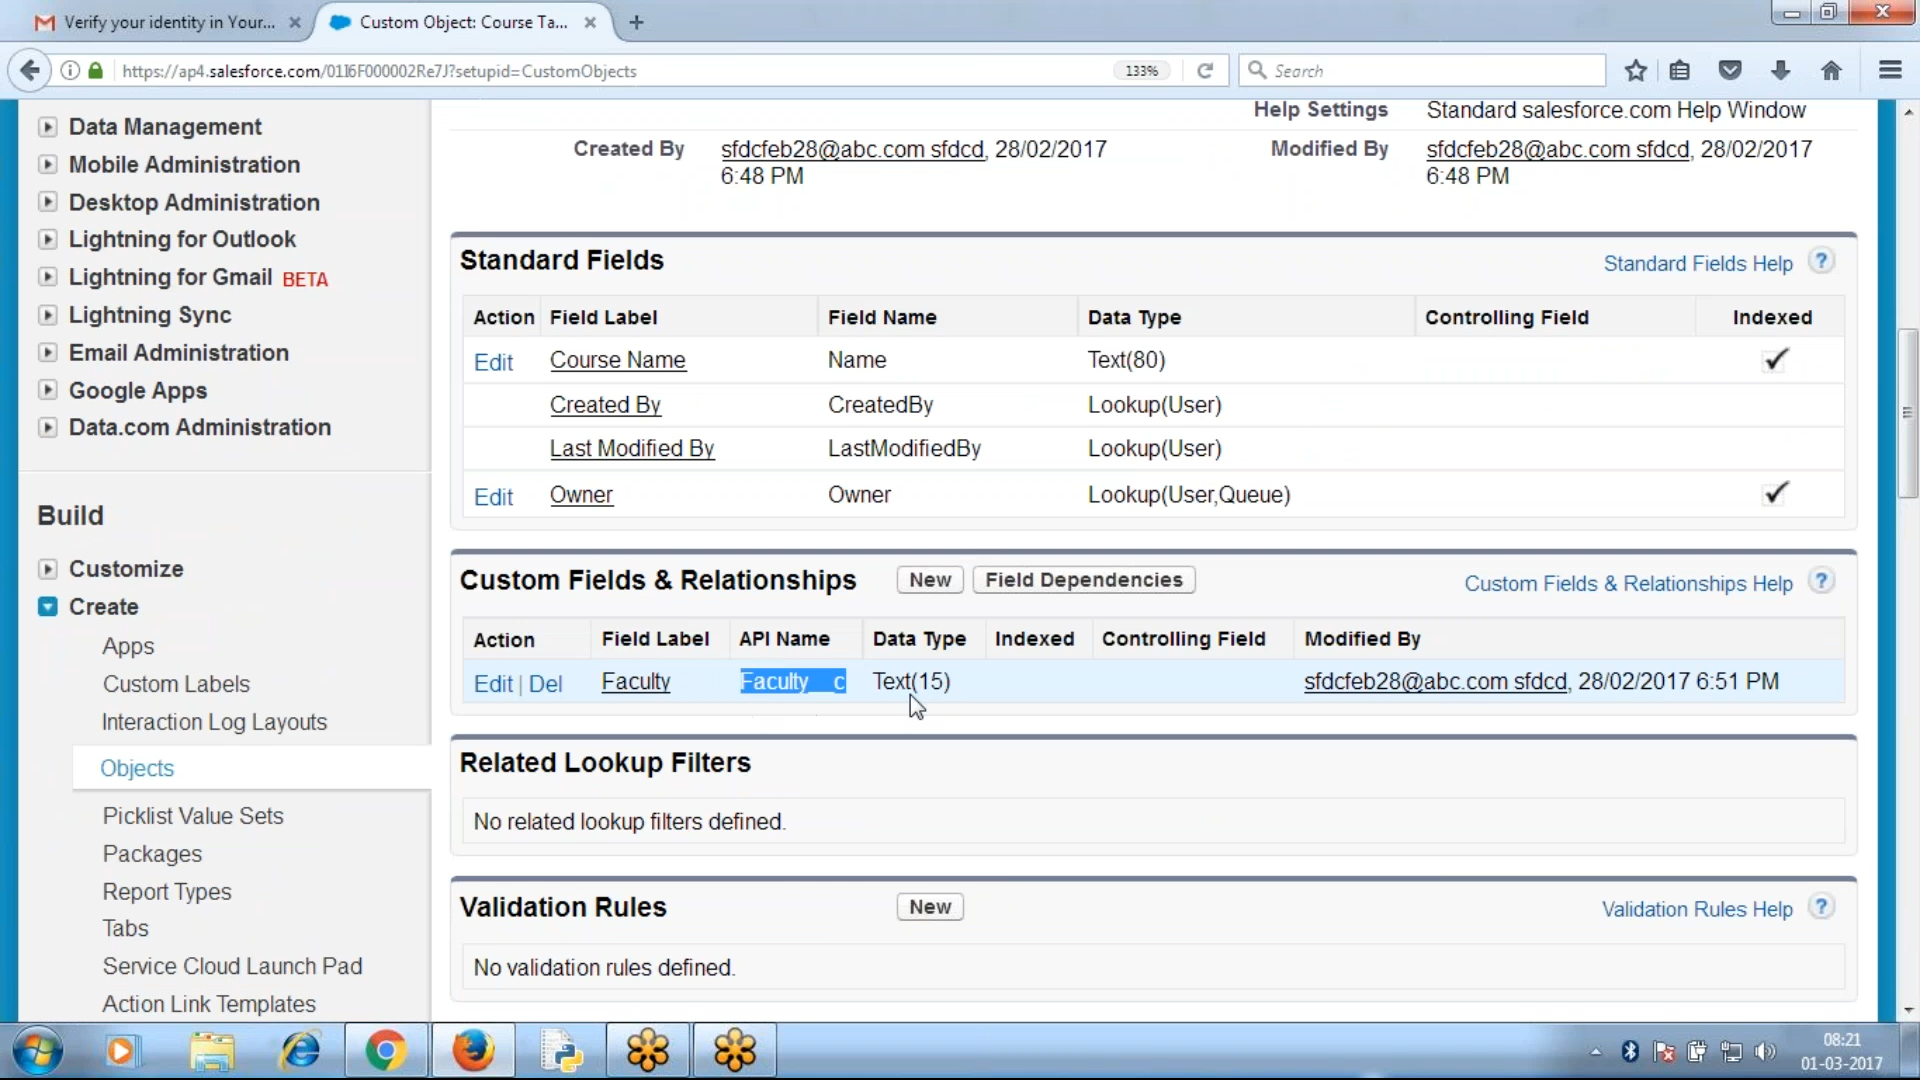 Verify your identity in Your...
Custom Object: Course Ta...
https://ap4.salesforce.com/01I6F000002Re7J?setupid=CustomObjects
133%
Search
Data Management
Mobile Administration
Desktop Administration
Lightning for Outlook
Lightning for Gmail BETA
Lightning Sync
Email Administration
Google Apps
Data.com Administration
Build
Customize
Create
Apps
Custom Labels
Interaction Log Layouts
Objects
Picklist Value Sets
Packages
Report Types
Tabs
Service Cloud Launch Pad
Action Link Templates
Help Settings Standard salesforce.com Help Window
Created By sfdcfeb28@abc.com sfdcd, 28/02/2017 6:48 PM
Modified By sfdcfeb28@abc.com sfdcd, 28/02/2017 6:48 PM
Standard Fields
Standard Fields Help ?
Action Field Label Field Name Data Type Controlling Field Indexed
Edit Course Name Name Text(80)
Created By CreatedBy Lookup(User)
Last Modified By LastModifiedBy Lookup(User)
Edit Owner Owner Lookup(User,Queue)
Custom Fields & Relationships New Field Dependencies
Custom Fields & Relationships Help ?
Action Field Label API Name Data Type Indexed Controlling Field Modified By
Edit | Del Faculty Faculty__c Text(15) sfdcfeb28@abc.com sfdcd, 28/02/2017 6:51 PM
Related Lookup Filters
No related lookup filters defined.
Validation Rules New
Validation Rules Help ?
No validation rules defined.
08:21
01-03-2017